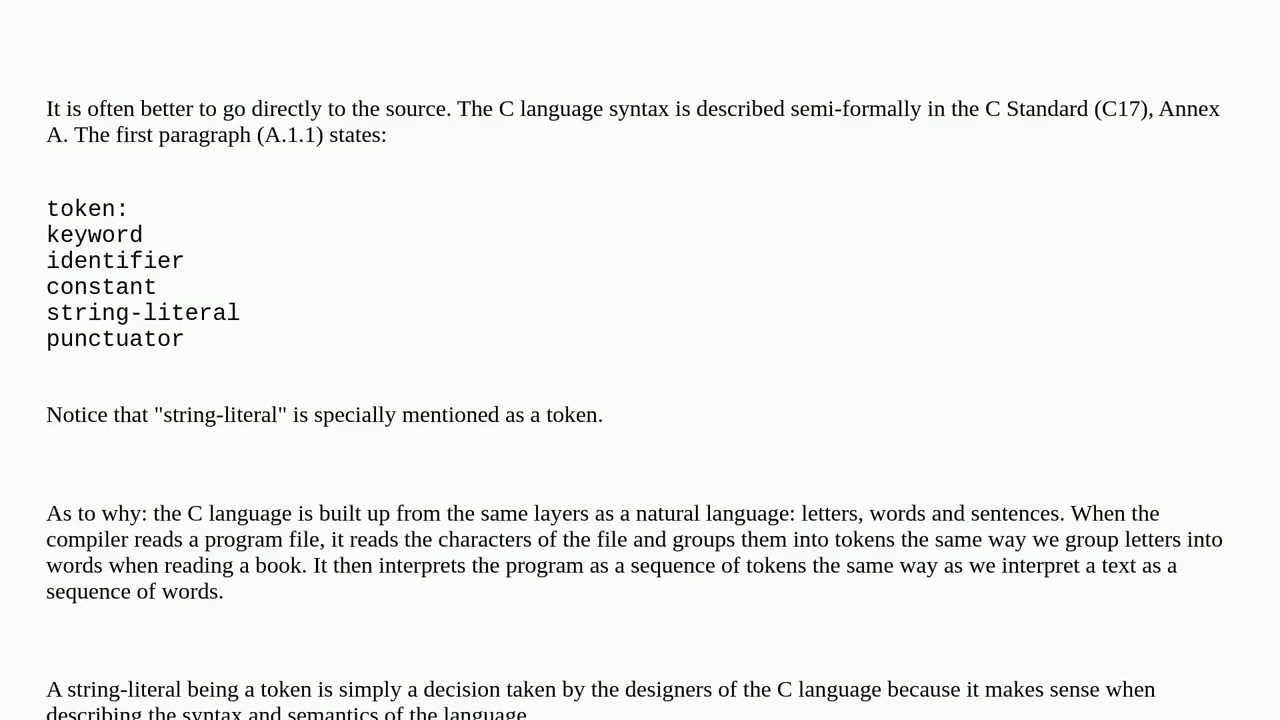 It is often better to go directly to the source. The C language syntax is described semi-formally in the C Standard (C17), Annex
A. The first paragraph (A.1.1) states:
token:
keyword
identifier
constant
string-literal
punctuator
Notice that "string-literal" is specially mentioned as a token.
As to why: the C language is built up from the same layers as a natural language: letters, words and sentences. When the
compiler reads a program file, it reads the characters of the file and groups them into tokens the same way we group letters into
words when reading a book. It then interprets the program as a sequence of tokens the same way as we interpret a text as a
sequence of words.
A string-literal being a token is simply a decision taken by the designers of the C language because it makes sense when
describing the syntax and semantics of the language.